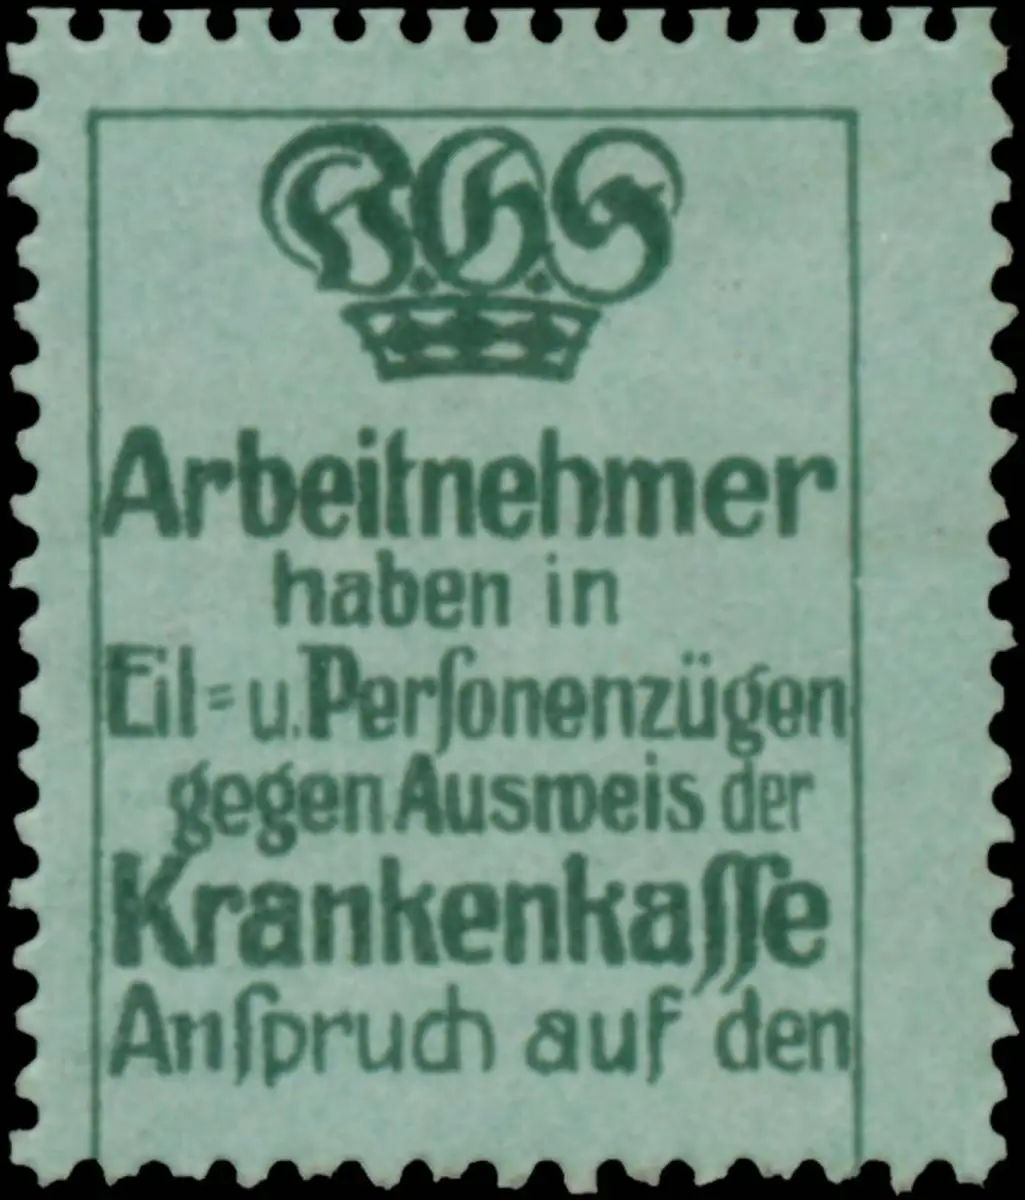 Arbeitnehmer
haben in
Eil= u. Perſonenzügen
gegen Ausweis der
Krankenkaſſe
Anſpruch auf den